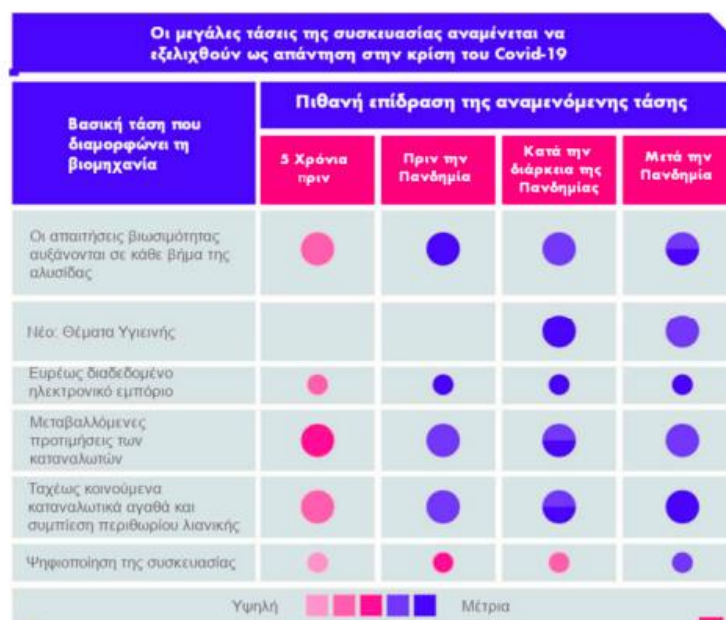 Οι μεγάλες τάσεις της συσκευασίας αναμένεται να
εξελιχθούν ως απάντηση στην κρίση του Covid-19
Βασική τάση που
διαμορφώνει τη
βιομηχανία
Πιθανή επίδραση της αναμενόμενης τάσης
5 Χρόνια
πριν
Πριν την
Πανδημία
Κατά την
διάρκεια της
Πανδημίας
Μετά την
Πανδημία
Οι απαιτήσεις βιωσιμότητας
αυξάνονται σε κάθε βήμα της
αλυσίδας
Νέο: Θέματα Υγιεινής
Ευρέως διαδεδομένο
ηλεκτρονικό εμπόριο
Μεταβαλλόμενες
προτιμήσεις των
καταναλωτών
Ταχέως κοινούμενα
καταναλωτικά αγαθά και
συμπίεση περιθωρίου λιανικής
Ψηφιοποίηση της συσκευασίας
Υψηλή
Μέτρια